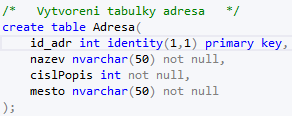 /*   Vytvoreni tabulky adresa   */
create table Adresa(
    id_adr int identity(1,1) primary key,
    nazev nvarchar(50) not null,
    cislPopis int not null,
    mesto nvarchar(50) not null
);